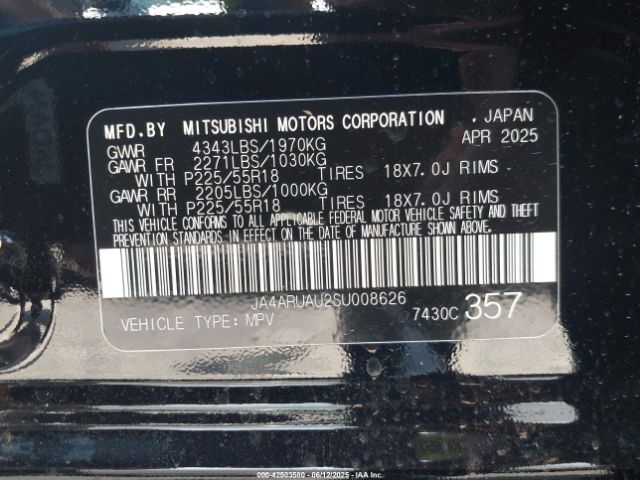 MFD.BY MITSUBISHI MOTORS CORPORATION . JAPAN
GVWR 4343LBS/1970KG APR 2025
GAWR FR 2271LBS/1030KG
WITH P225/55R18 TIRES 18X7.0J RIMS
GAWR RR 2205LBS/1000KG
WITH P225/55R18 TIRES 18X7.0J RIMS
THIS VEHICLE CONFORMS TO ALL APPLICABLE FEDERAL MOTOR VEHICLE SAFETY AND THEFT
PREVENTION STANDARDS IN EFFECT ON THE DATE OF MANUFACTURE SHOWN ABOVE.
JA4ARUAU2SU008626
VEHICLE TYPE: MPV 7430C 357
000-42503580 - 06/12/2025 - IAA Inc.